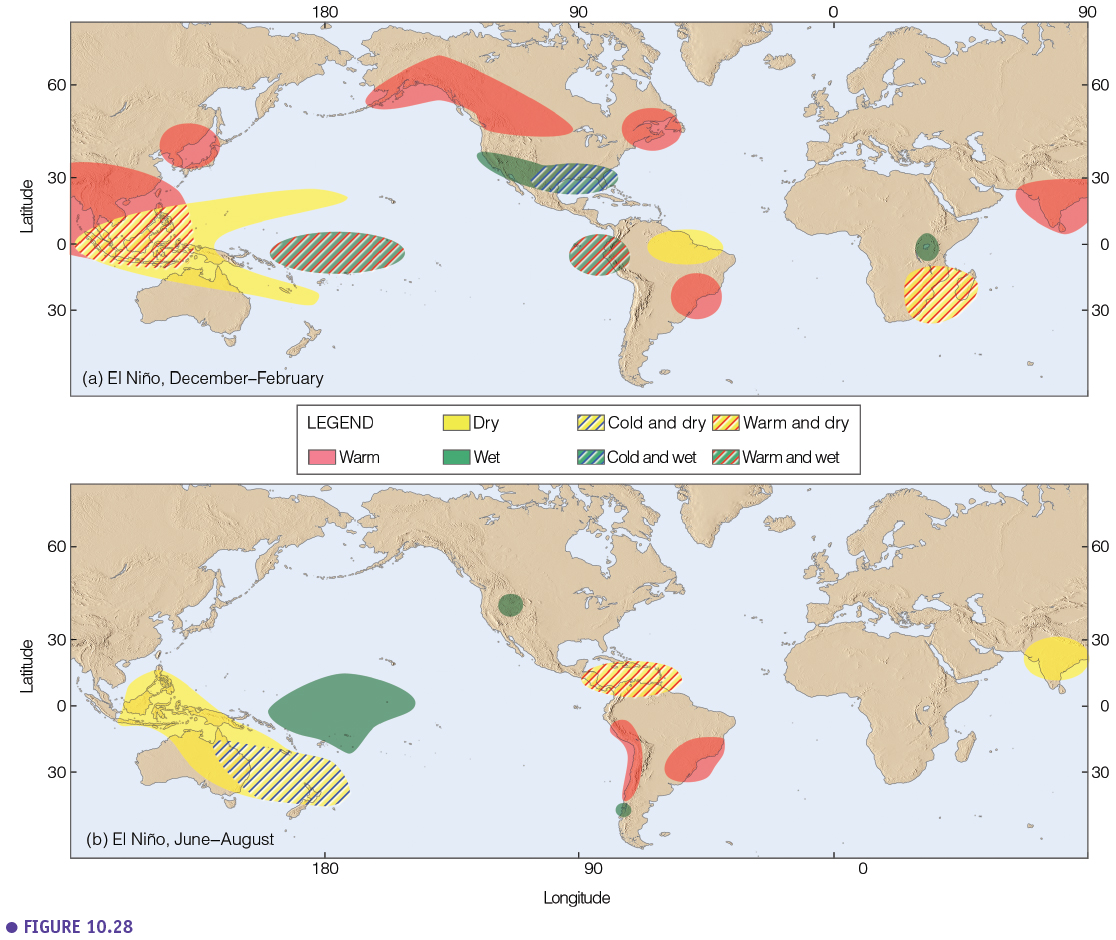 180 90 0 90
60 60
30 30
0 0
30 30
Latitude
(a) El Niño, December–February
LEGEND Dry Cold and dry Warm and dry
Warm Wet Cold and wet Warm and wet
60 60
30 30
0 0
30 30
Latitude
(b) El Niño, June–August
180 90 0
Longitude
● FIGURE 10.28